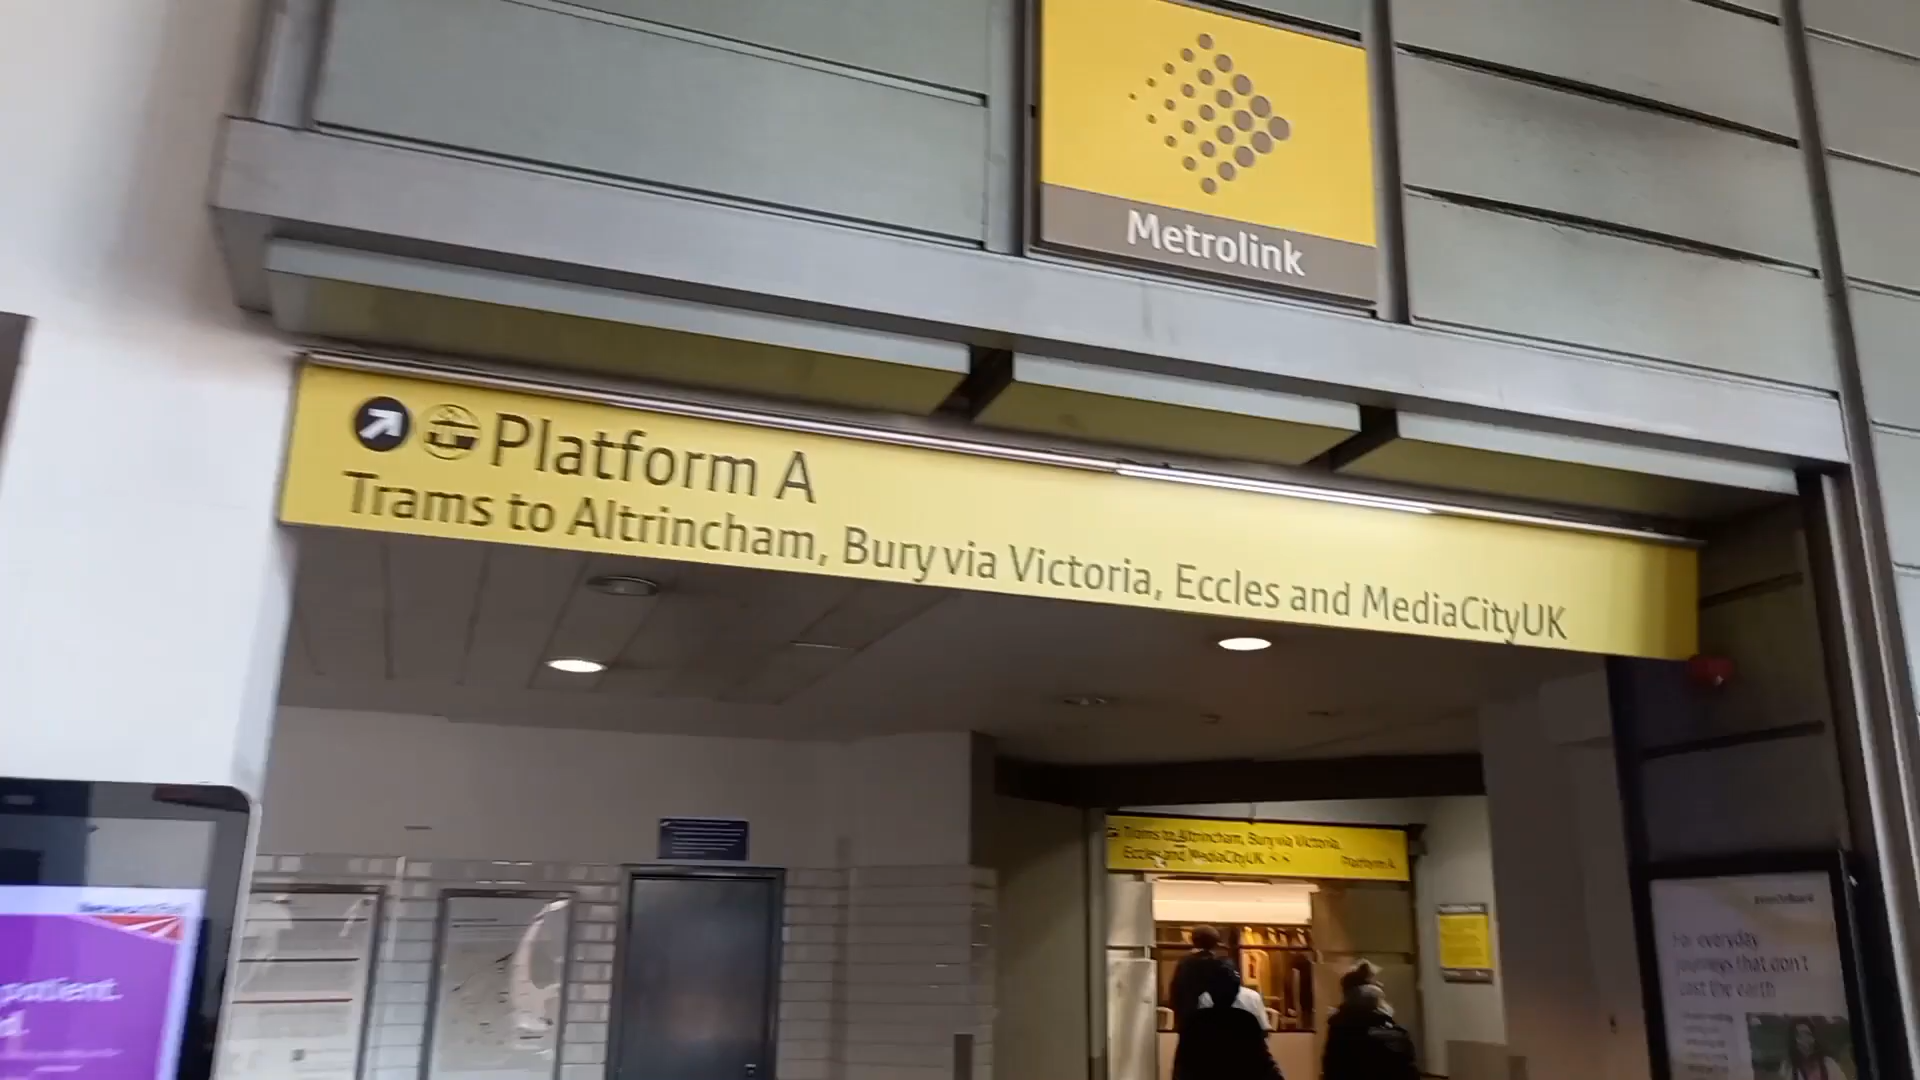 Metrolink
Platform A
Trams to Altrincham, Bury via Victoria, Eccles and MediaCityUK
Trams to Altrincham, Bury via Victoria,
Eccles and MediaCityUK <<
Platform A
patient.
For everyday
journeys that don't
cost the earth